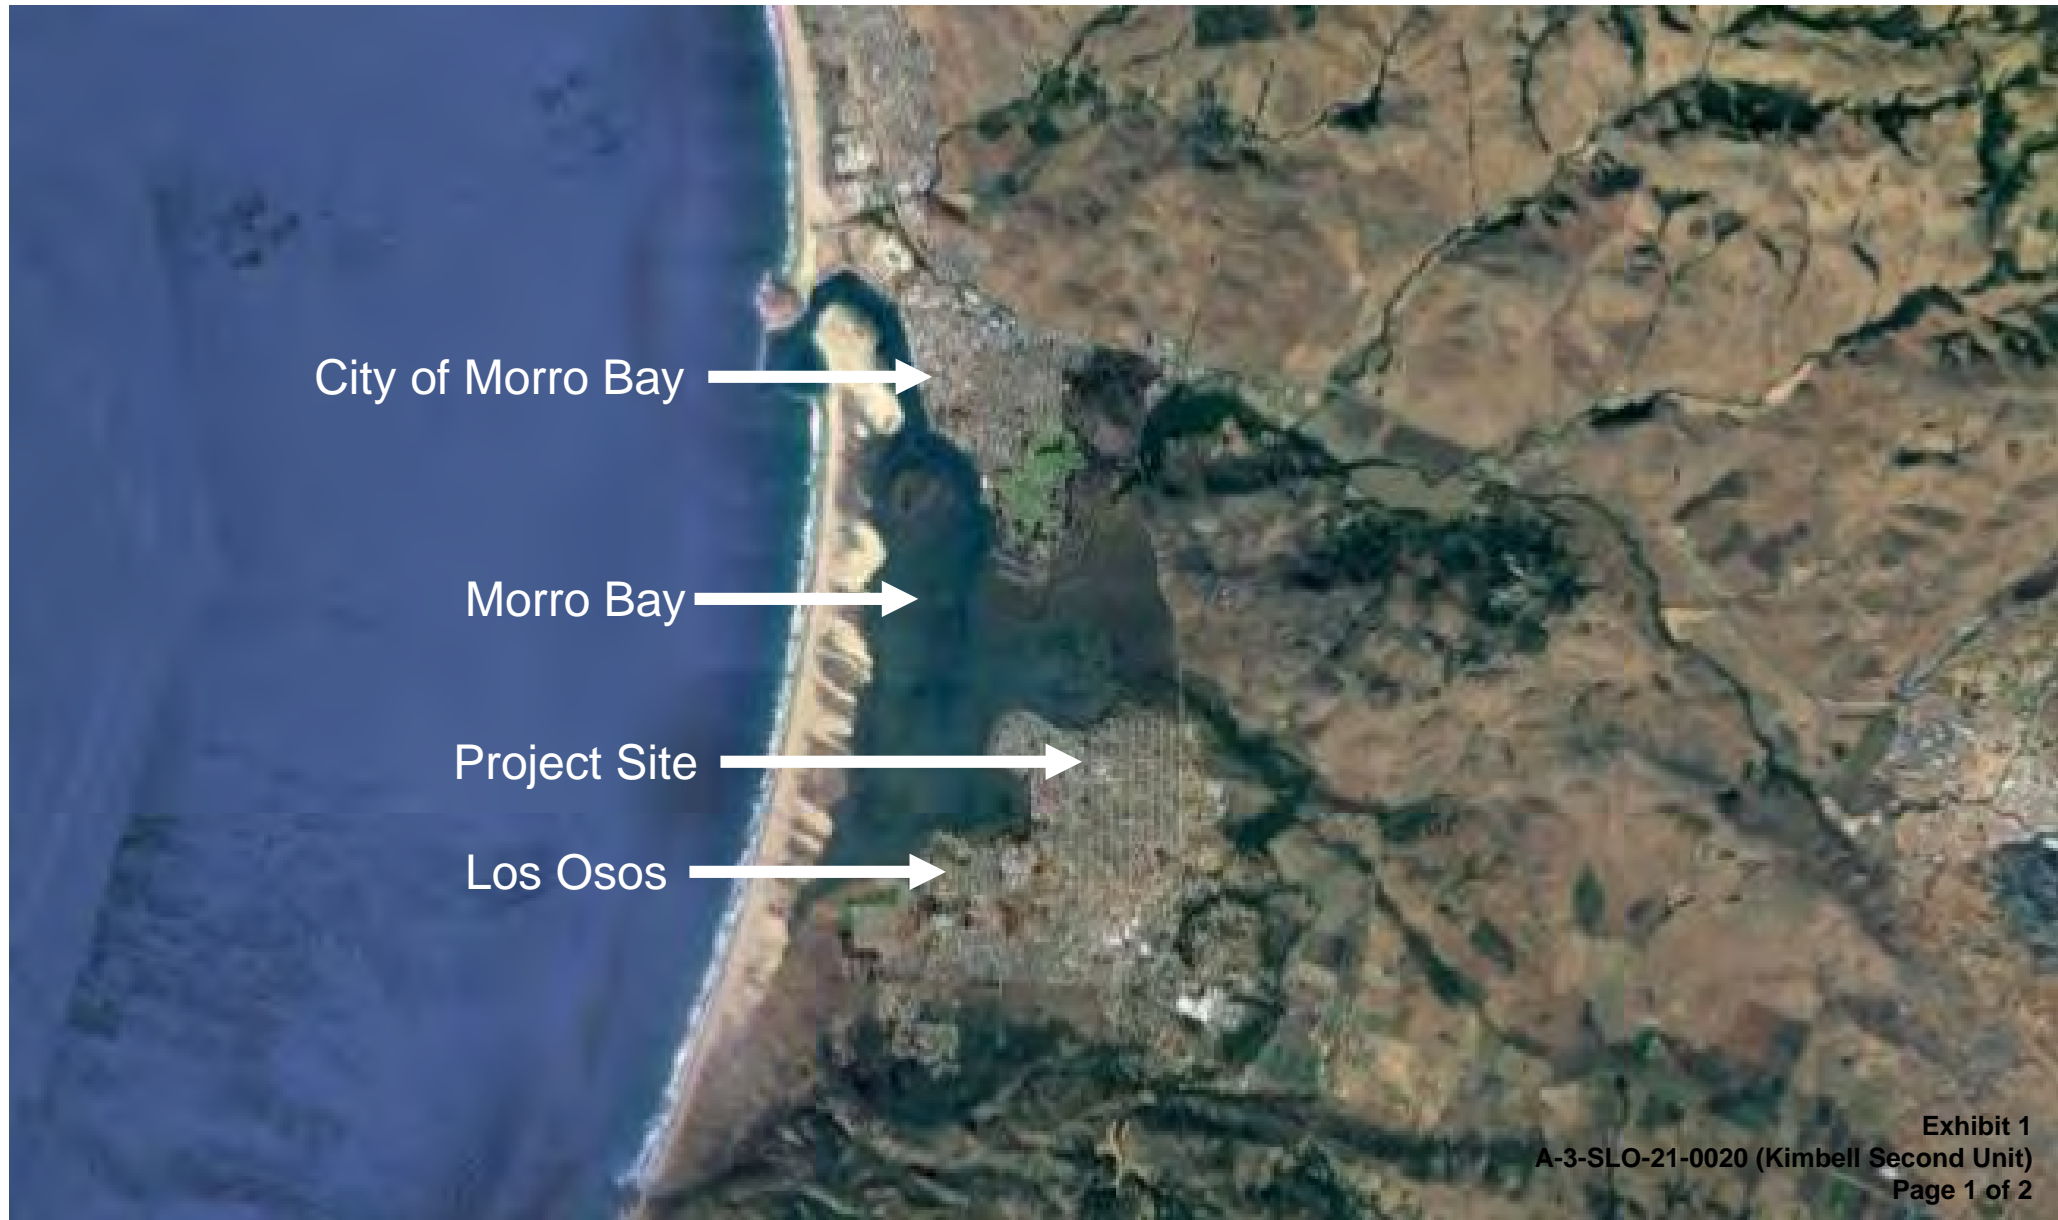 City of Morro Bay
Morro Bay
Project Site
Los Osos
Exhibit 1
A-3-SLO-21-0020 (Kimbell Second Unit)
Page 1 of 2